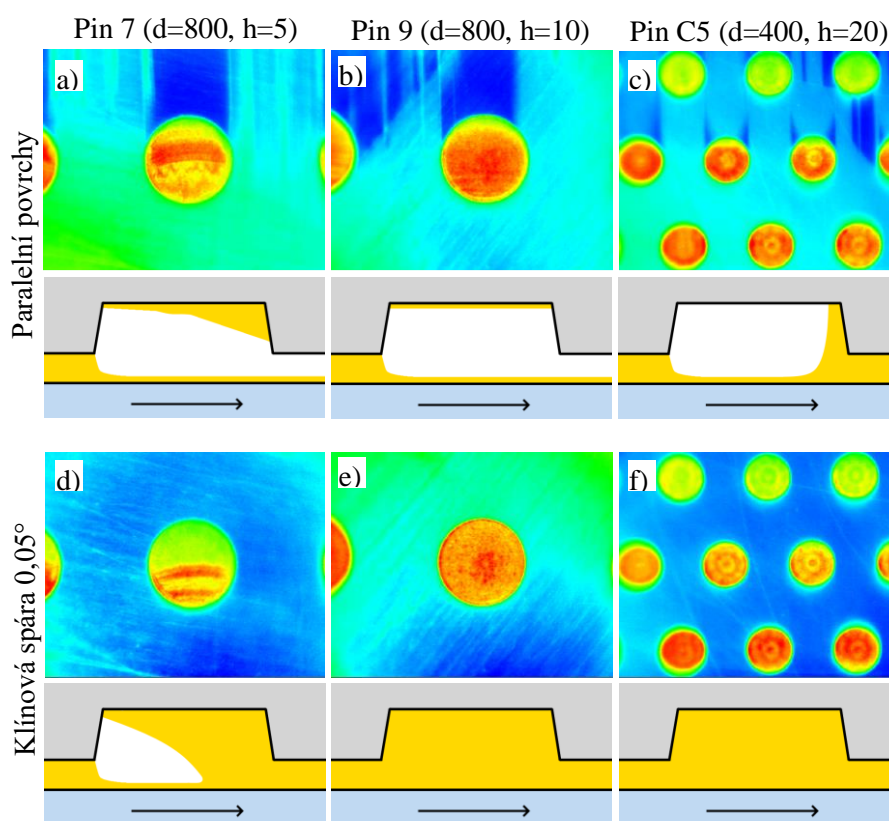 Pin 7 (d=800, h=5) Pin 9 (d=800, h=10) Pin C5 (d=400, h=20)
Paralelní povrchy
a) b) c)
Klínová spára 0,05°
d) e) f)